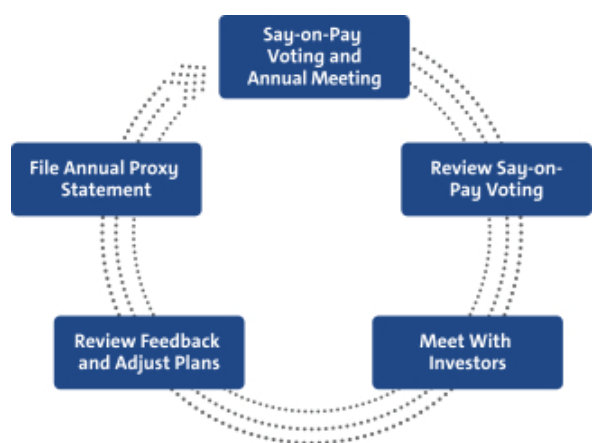 Say-on-Pay
Voting and
Annual Meeting
Review Say-on-
Pay Voting
Meet With
Investors
Review Feedback
and Adjust Plans
File Annual Proxy
Statement